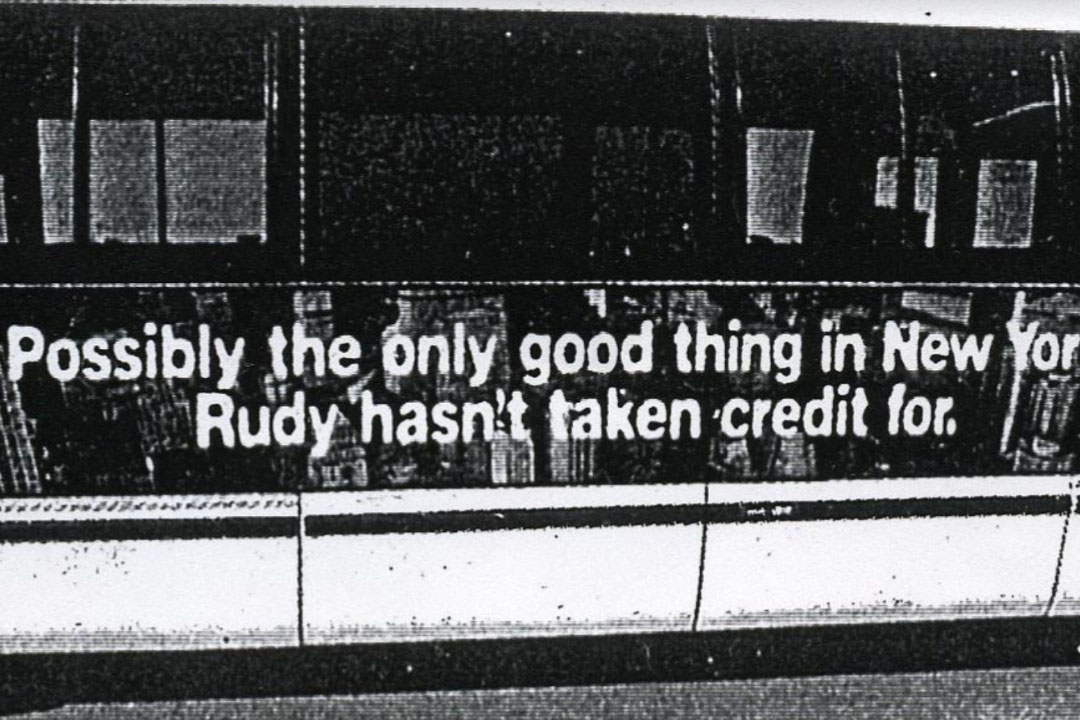 Possibly the only good thing in New Yor
Rudy hasn't taken credit for.